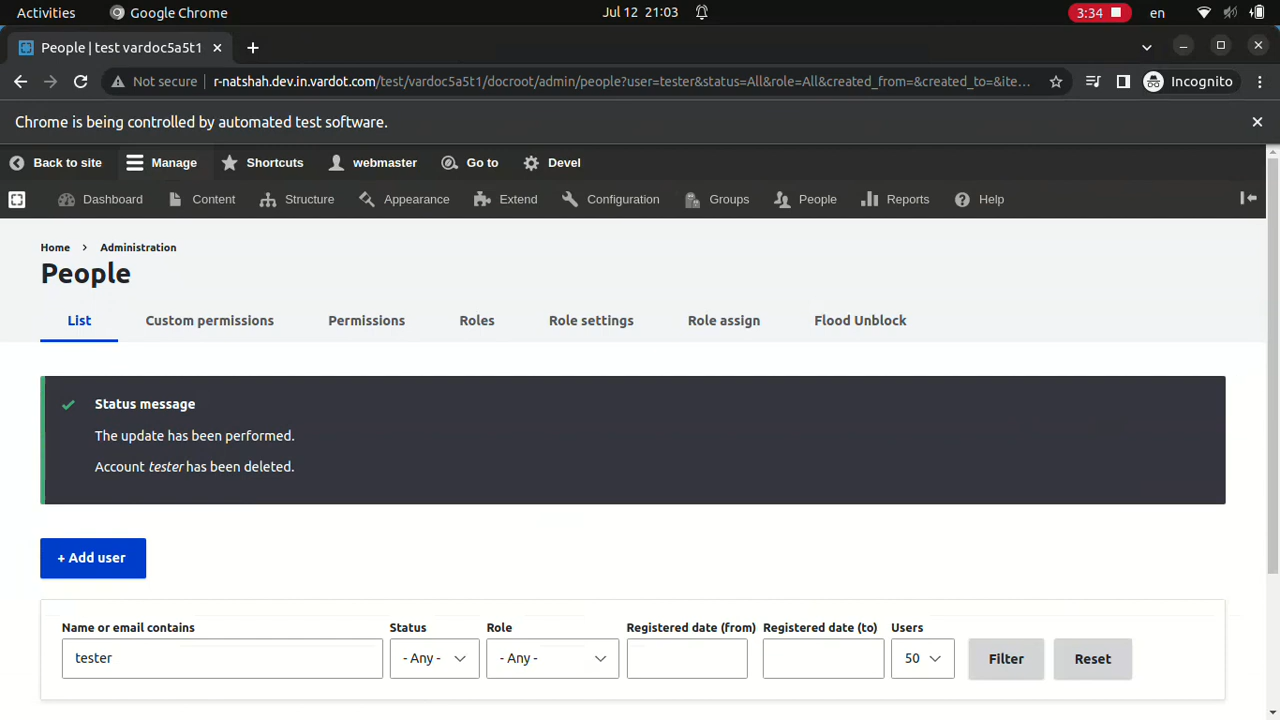 Activities Google Chrome Jul 12 21:03 3:34 en
People | test vardoc5a5t1
Not secure r-natshah.dev.in.vardot.com/test/vardoc5a5t1/docroot/admin/people?user=tester&status=All&role=All&created_from=&created_to=&ite... Incognito
Chrome is being controlled by automated test software.
Back to site Manage Shortcuts webmaster Go to Devel
Dashboard Content Structure Appearance Extend Configuration Groups People Reports Help
Home Administration
People
List Custom permissions Permissions Roles Role settings Role assign Flood Unblock
Status message
The update has been performed.
Account tester has been deleted.
+ Add user
Name or email contains Status Role Registered date (from) Registered date (to) Users
tester - Any - - Any - 50 Filter Reset